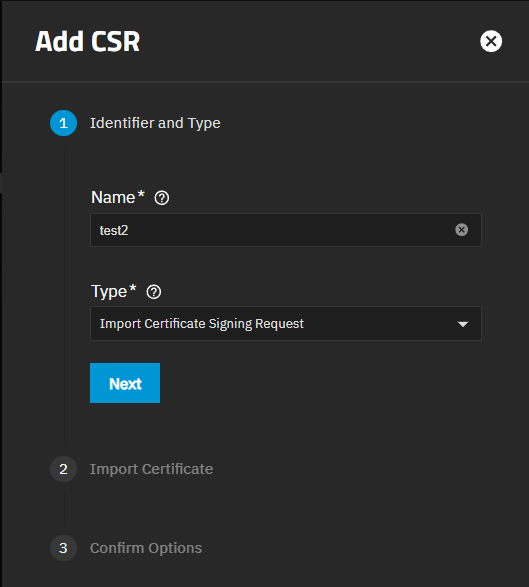 Add CSR
1 Identifier and Type
Name*
test2
Type*
Import Certificate Signing Request
Next
2 Import Certificate
3 Confirm Options